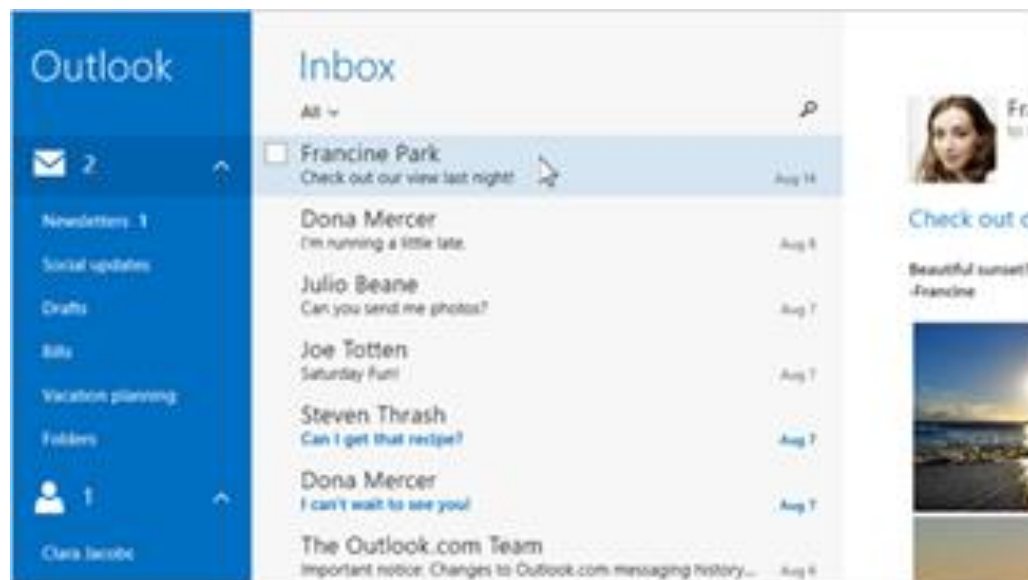 Outlook
2
Newsletters 1
Social updates
Drafts
Bills
Vacation planning
Folders
1
Clara Jacobs
Inbox
All
Francine Park
Check out our view last night!
Aug 14
Dona Mercer
I'm running a little late.
Aug 8
Julio Beane
Can you send me photos?
Aug 7
Joe Totten
Saturday Fun!
Aug 7
Steven Thrash
Can I get that recipe?
Aug 7
Dona Mercer
I can't wait to see you!
Aug 7
The Outlook.com Team
Important notice: Changes to Outlook.com messaging history...
Aug 6
Fra
Check out o
Beautiful sunset!
-Francine